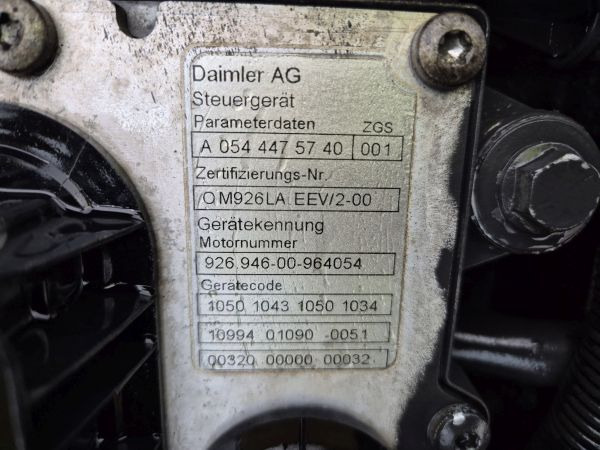 Daimler AG
Steuergerät
Parameterdaten ZGS
A 054 447 57 40 001
Zertifizierungs-Nr.
OM926LA EEV/2-00
Gerätekennung
Motornummer
926.946-00-964054
Gerätecode
1050 1043 1050 1034
10994 01090 0051
00320 00000 00032